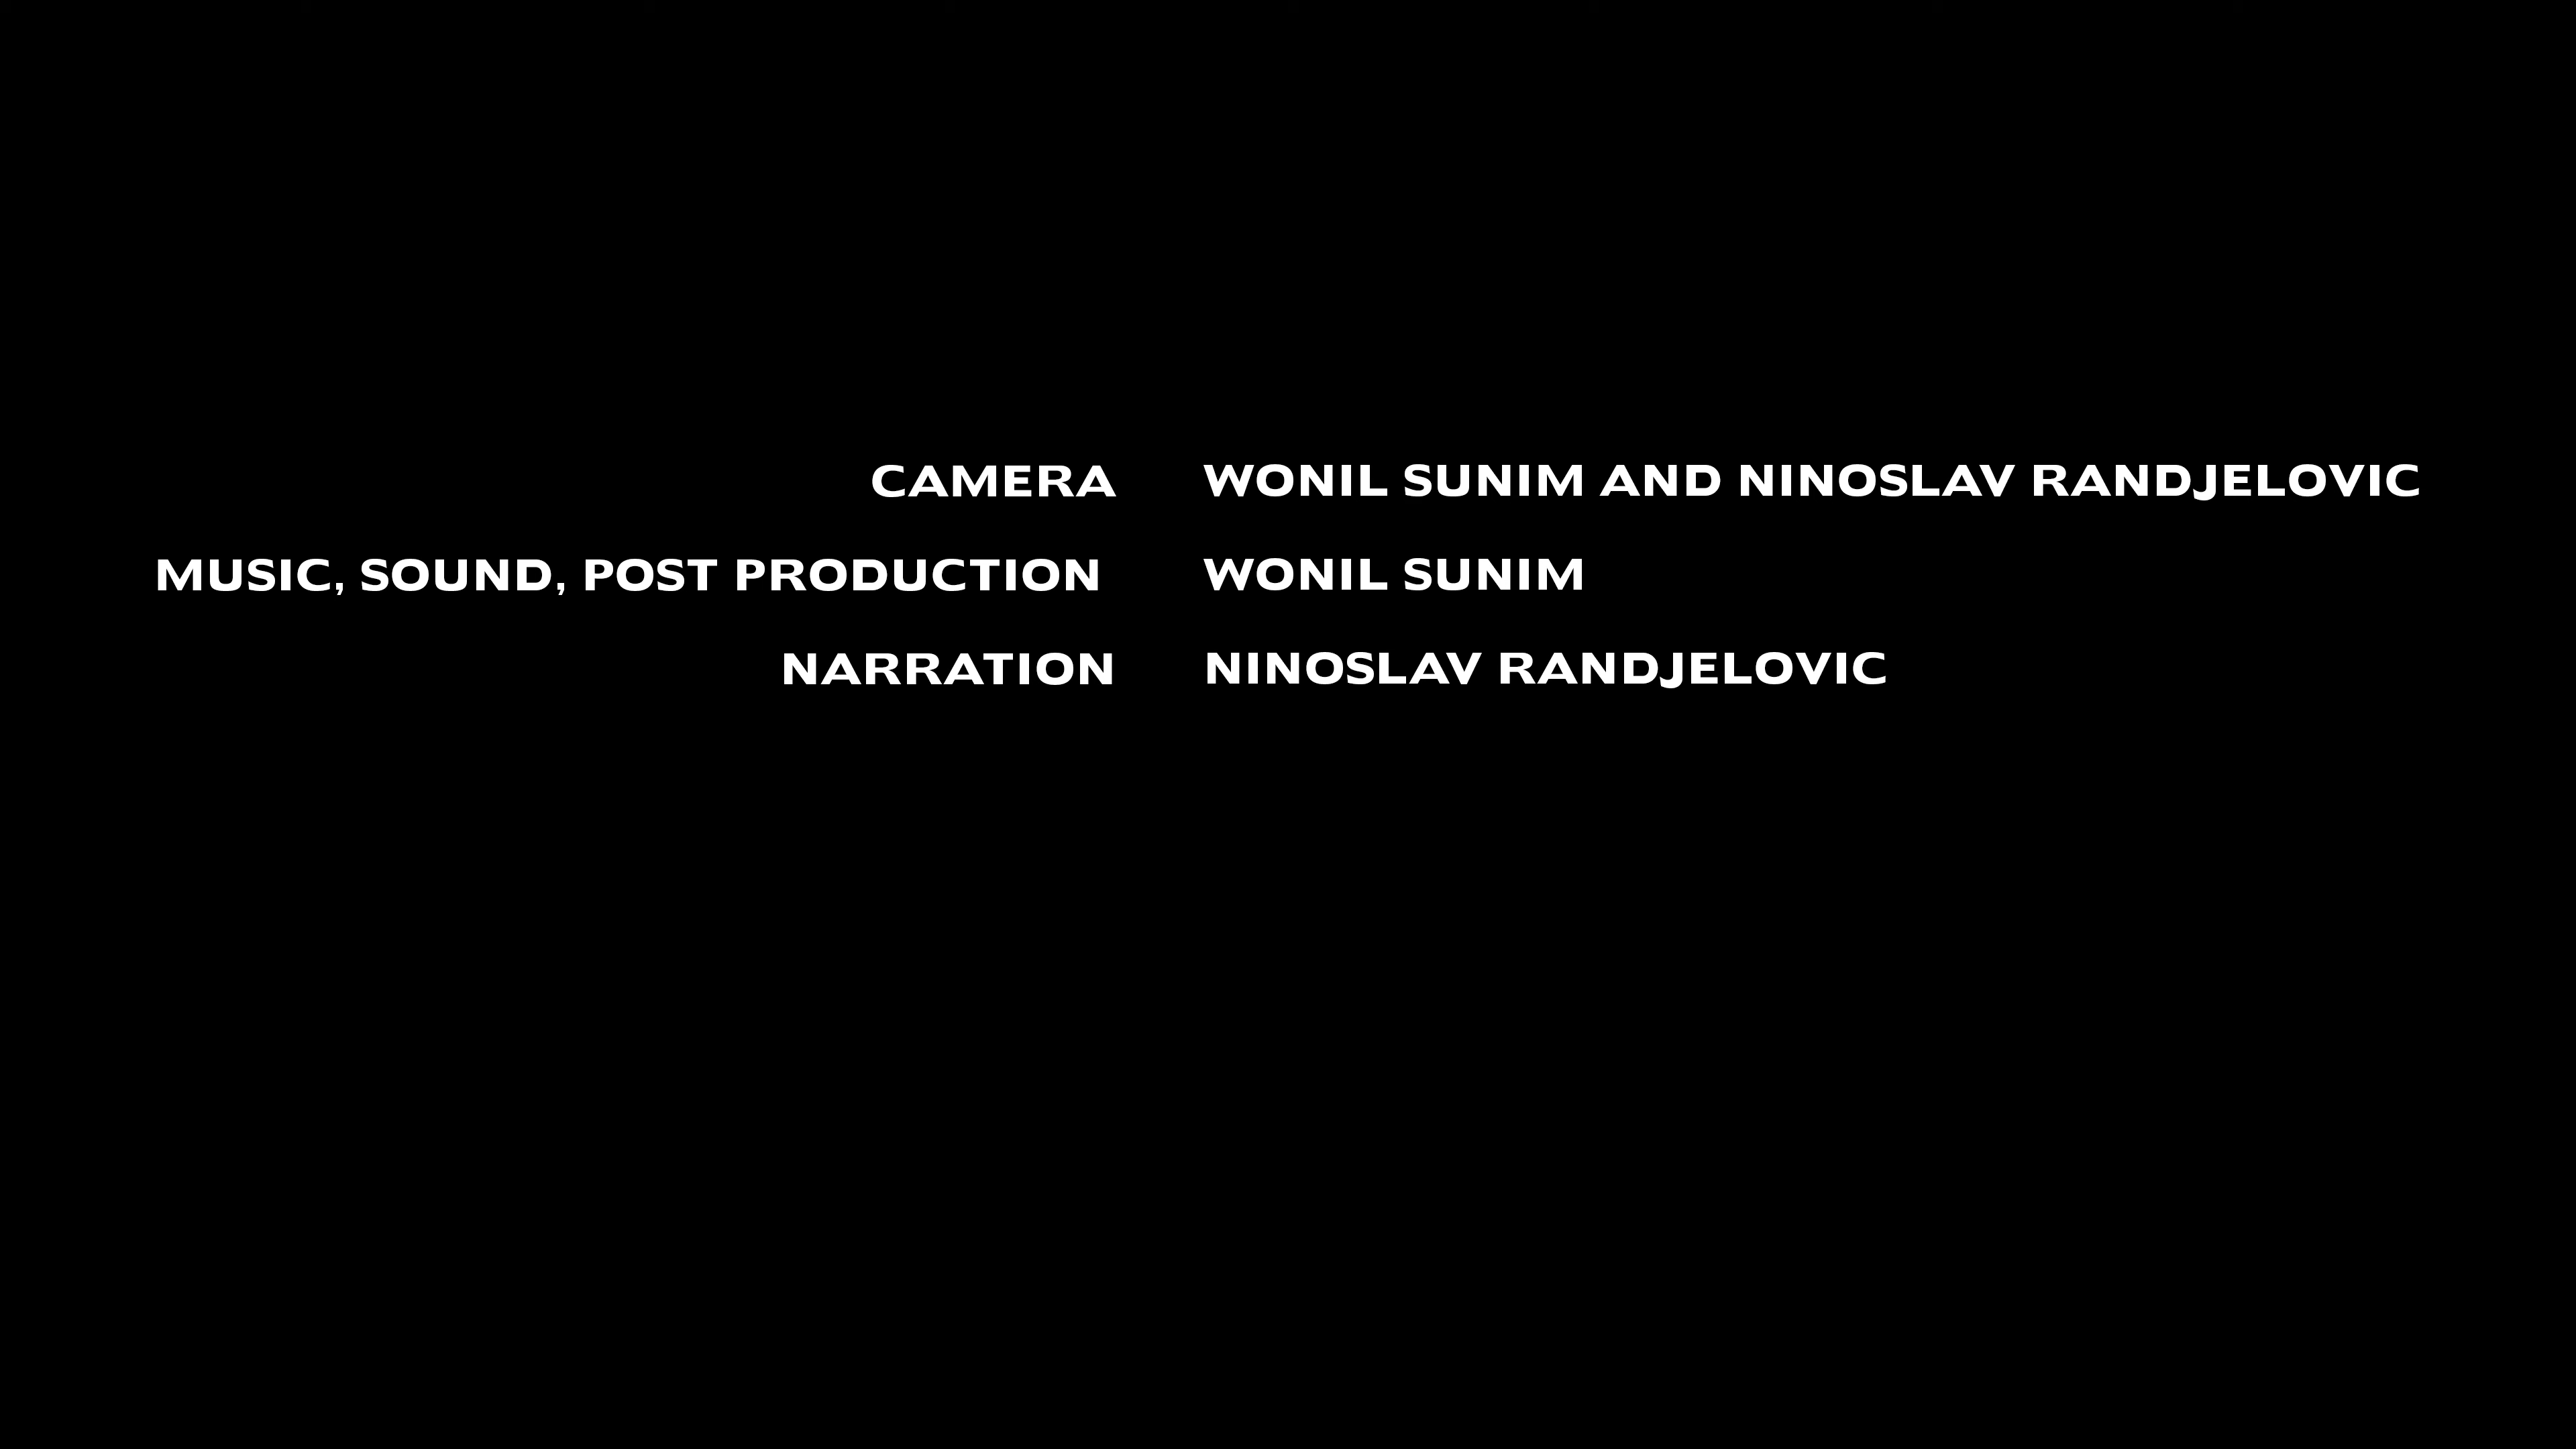 CAMERA WONIL SUNIM AND NINOSLAV RANDJELOVIC
MUSIC, SOUND, POST PRODUCTION WONIL SUNIM
NARRATION NINOSLAV RANDJELOVIC